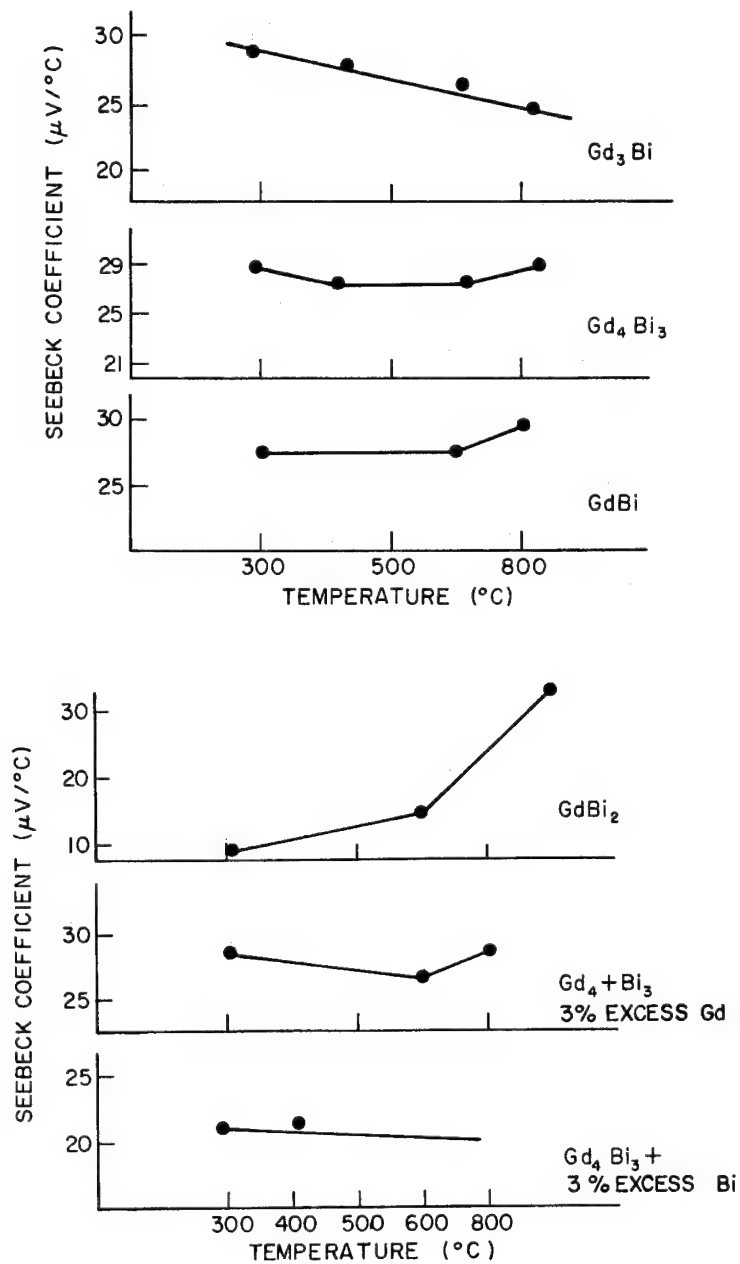 SEEBECK COEFFICIENT (μV/°C)
30
25
20
Gd₃ Bi
29
25
21
Gd₄ Bi₃
30
25
GdBi
300 500 800
TEMPERATURE (°C)
SEEBECK COEFFICIENT (μV/°C)
30
20
10
GdBi₂
30
25
Gd₄+Bi₃
3% EXCESS Gd
25
20
Gd₄ Bi₃+
3 % EXCESS Bi
300 400 500 600 800
TEMPERATURE (°C)